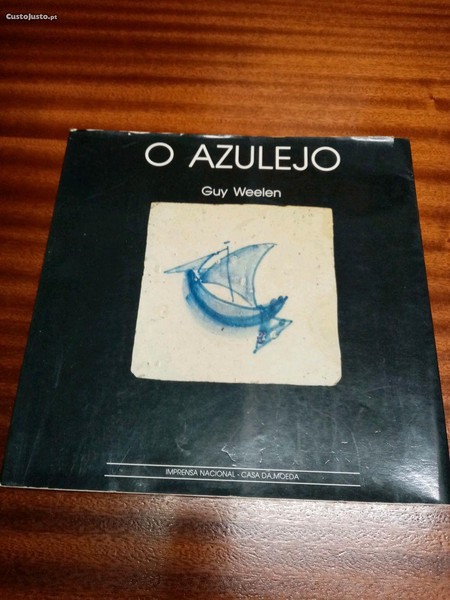 CustoJusto.pt
O AZULEJO
Guy Weelen
IMPRENSA NACIONAL - CASA DA MOEDA